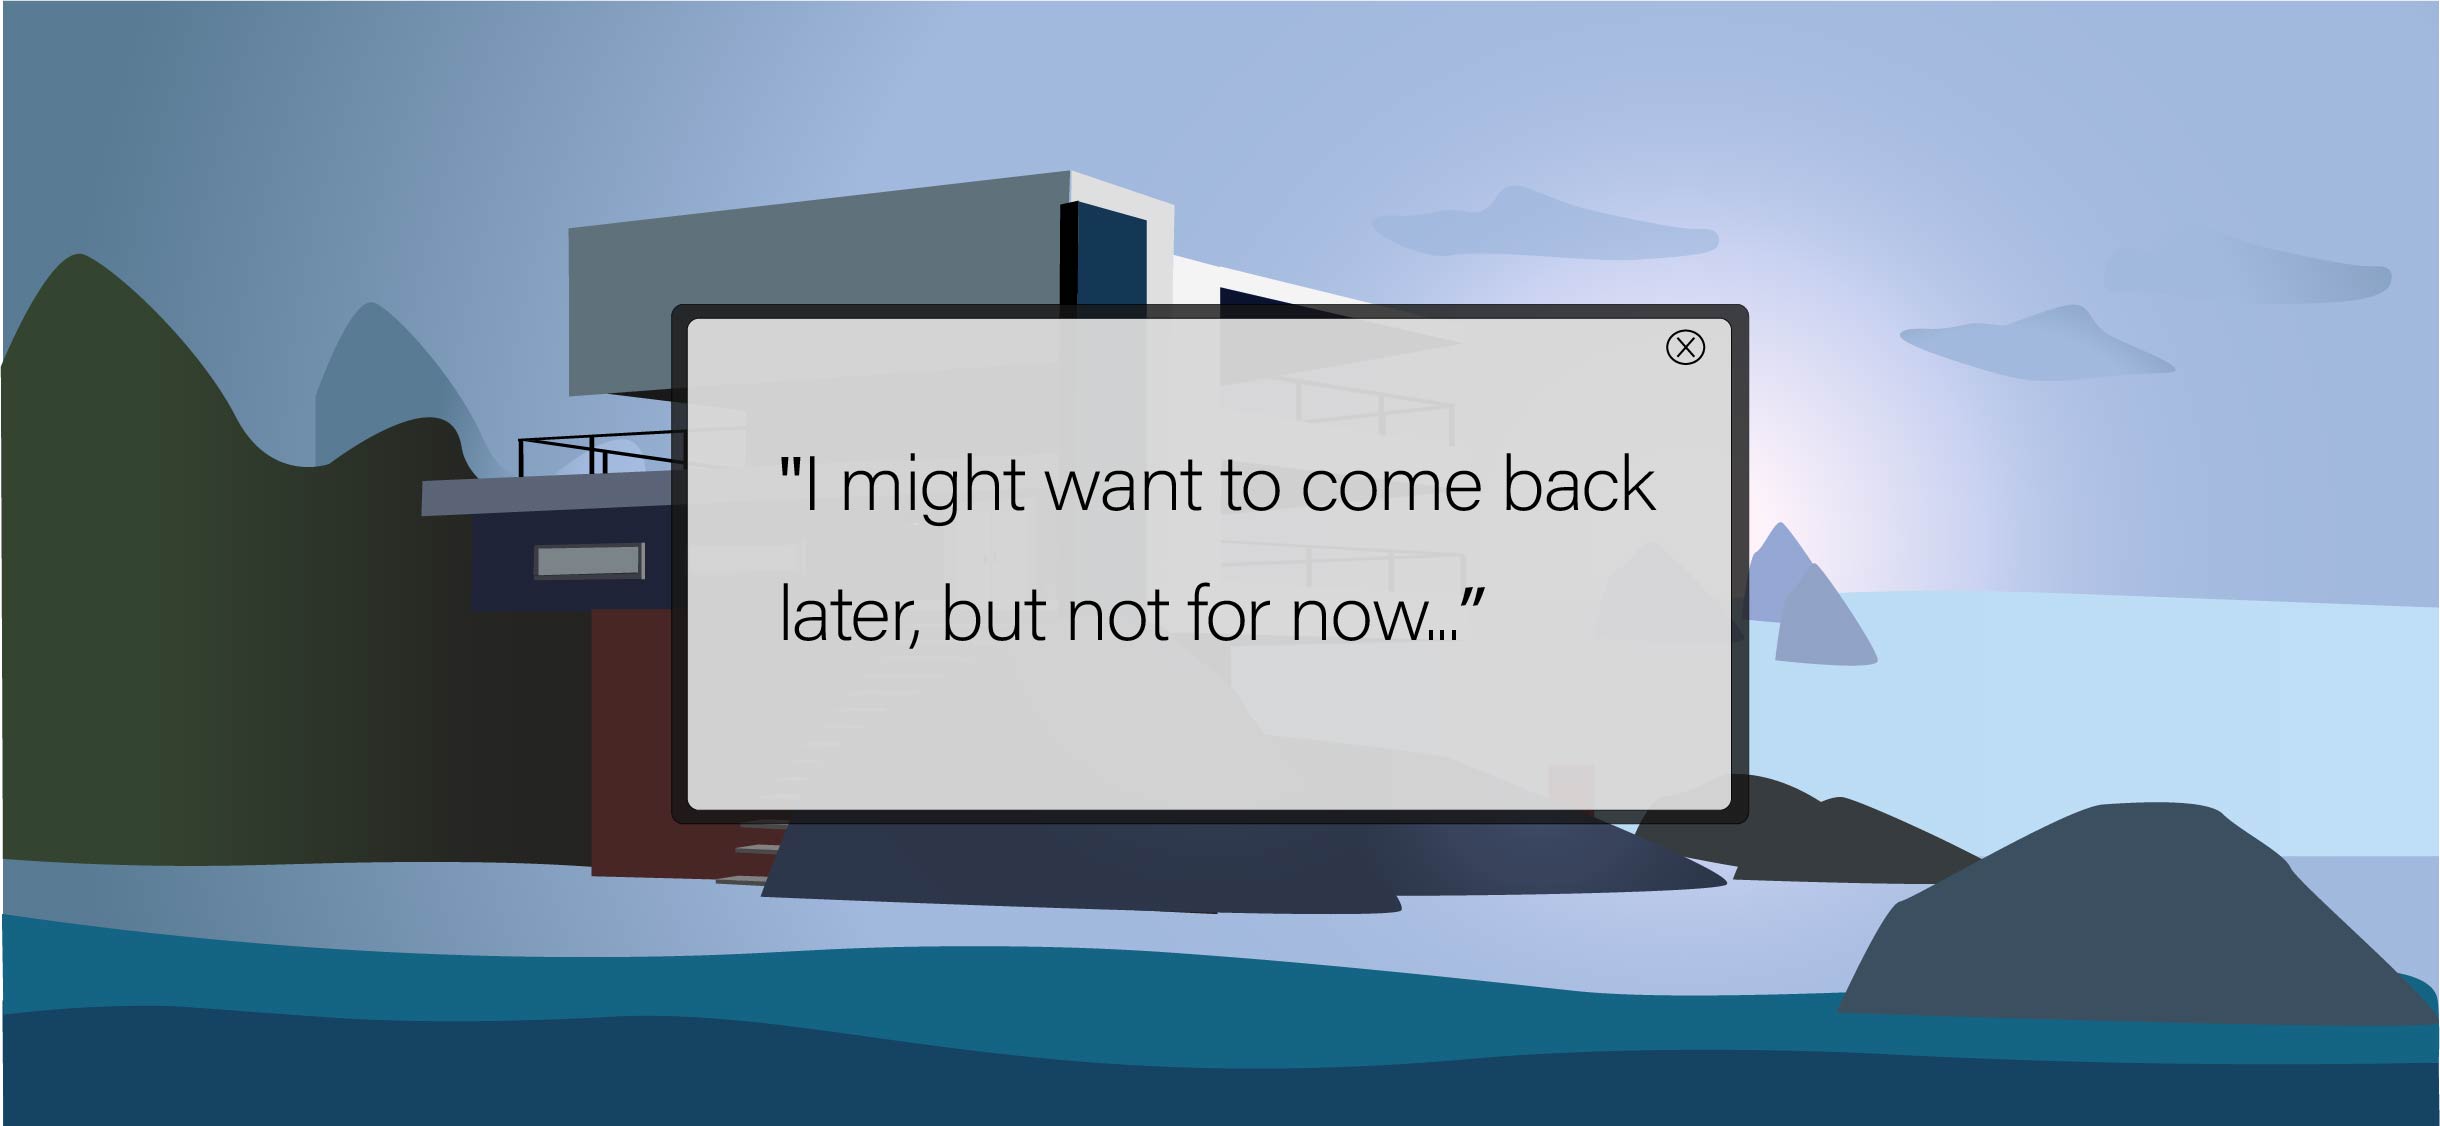 "I might want to come back
later, but not for now...”